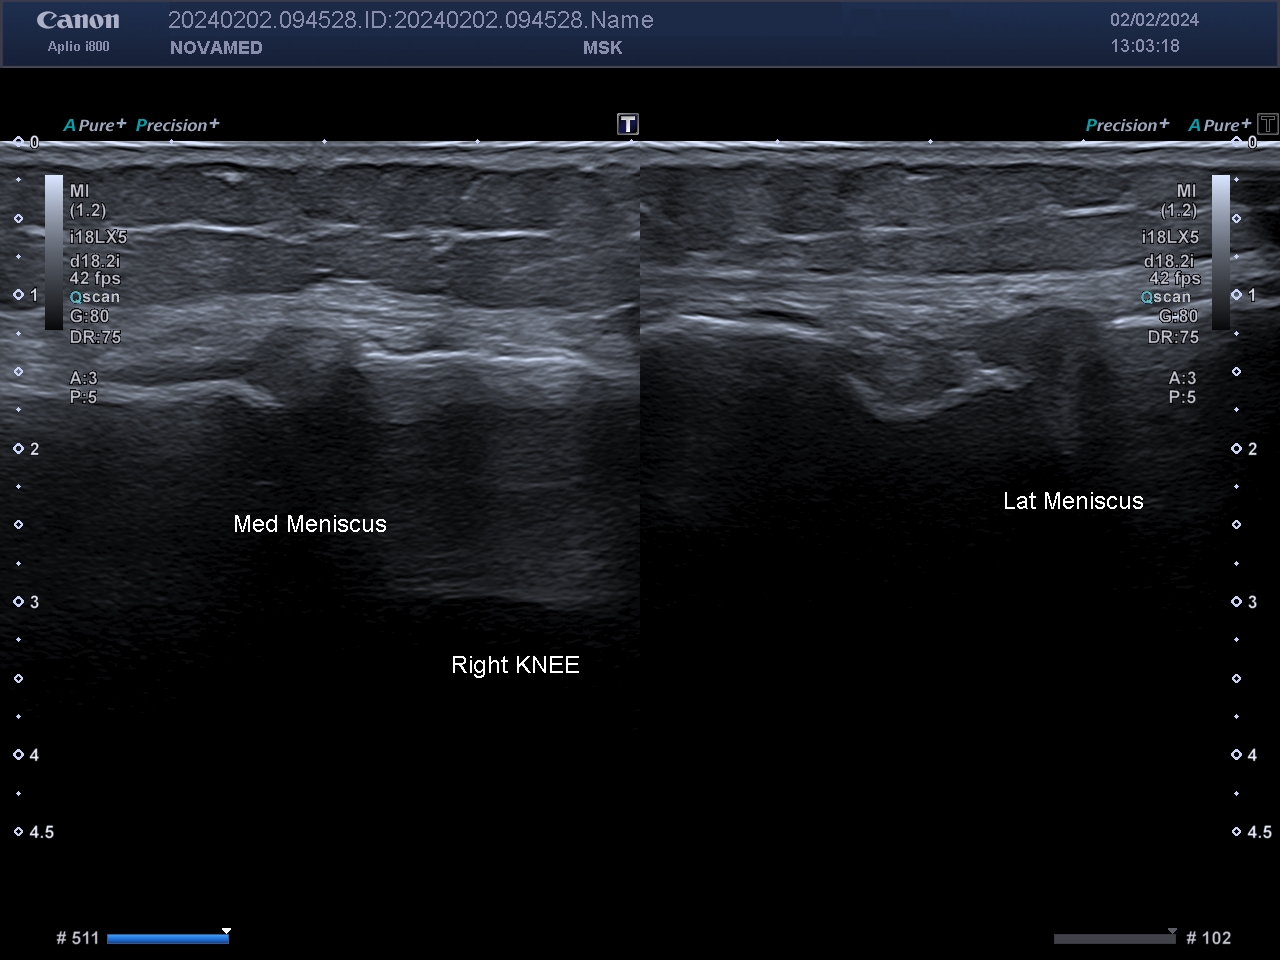 Canon
Aplio i800
20240202.094528.ID:20240202.094528.Name
NOVAMED
MSK
02/02/2024
13:03:18
A Pure+ Precision+
T
Precision+ A Pure+
T
0
1
2
3
4
4.5
MI
(1.2)
i18LX5
d18.2i
42 fps
Qscan
G:80
DR:75
A:3
P:5
Med Meniscus
Right KNEE
MI
(1.2)
i18LX5
d18.2i
42 fps
Qscan
G:80
DR:75
A:3
P:5
Lat Meniscus
0
1
2
3
4
4.5
# 511
# 102